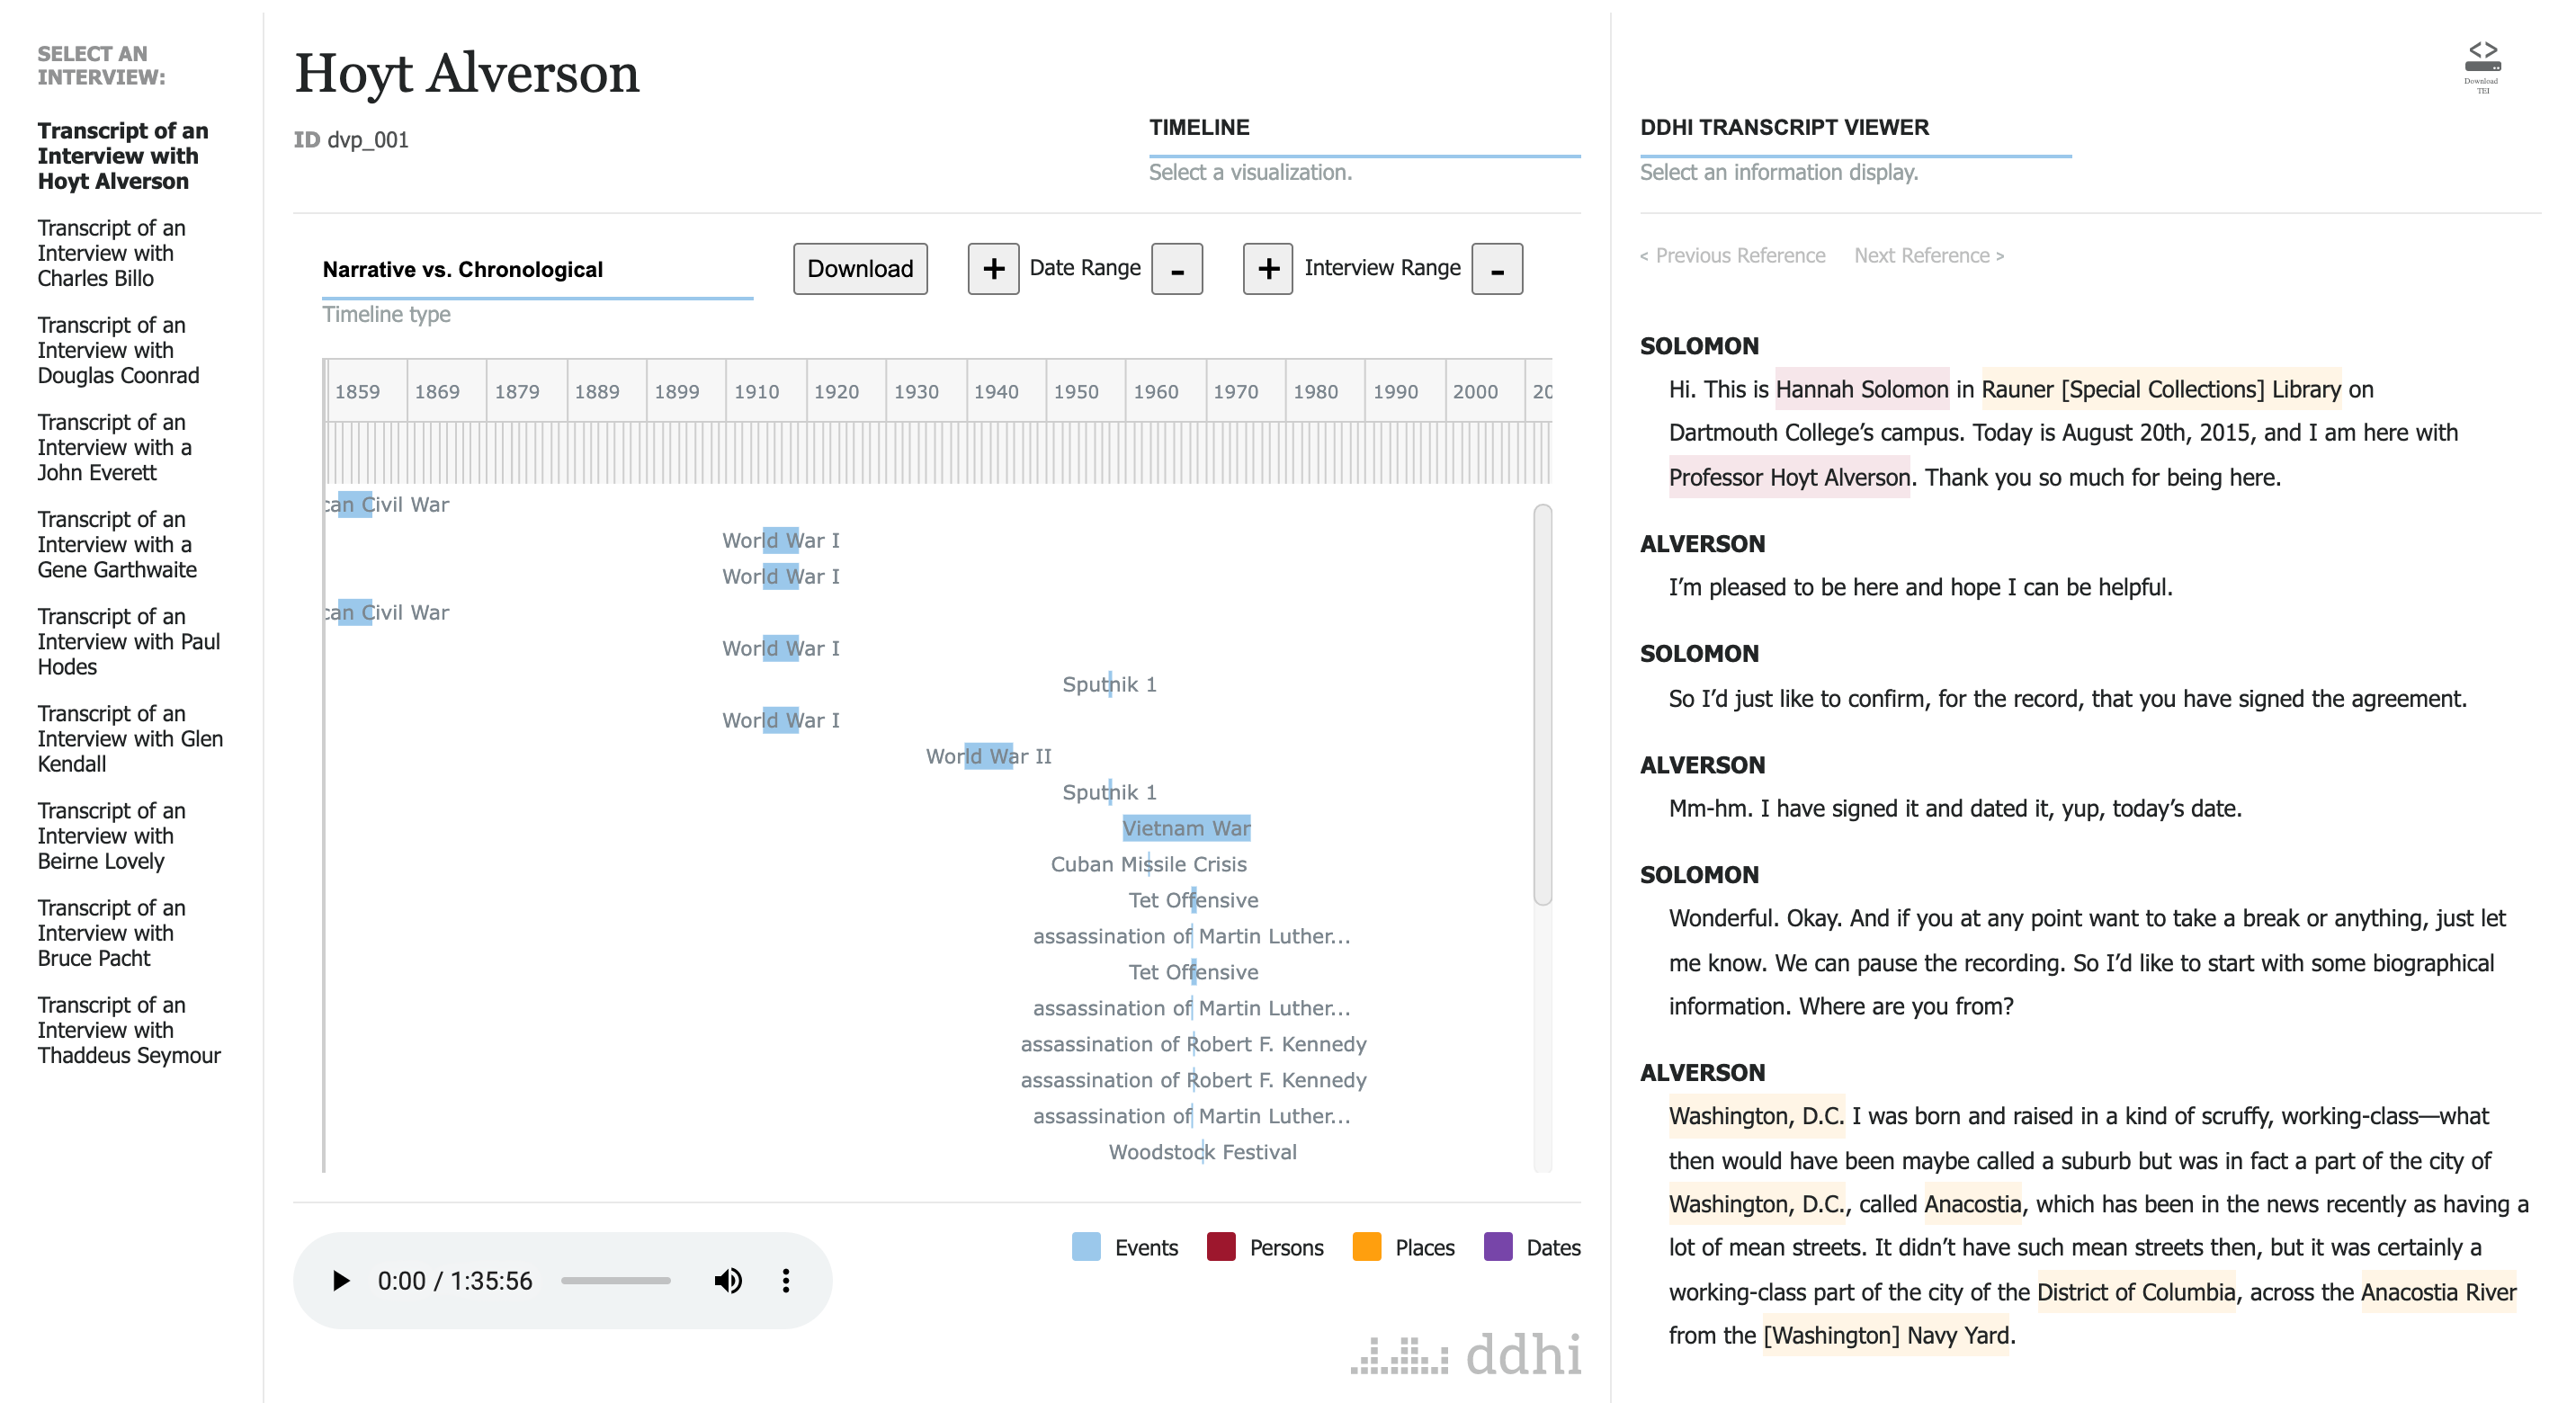 SELECT AN
INTERVIEW:
Transcript of an
Interview with
Hoyt Alverson
Transcript of an
Interview with
Charles Billo
Transcript of an
Interview with
Douglas Coonrad
Transcript of an
Interview with a
John Everett
Transcript of an
Interview with a
Gene Garthwaite
Transcript of an
Interview with Paul
Hodes
Transcript of an
Interview with Glen
Kendall
Transcript of an
Interview with
Beirne Lovely
Transcript of an
Interview with
Bruce Pacht
Transcript of an
Interview with
Thaddeus Seymour
Hoyt Alverson
ID dvp_001
TIMELINE
Select a visualization.
Narrative vs. Chronological
Timeline type
Download
+ Date Range -
+ Interview Range -
1859 1869 1879 1889 1899 1910 1920 1930 1940 1950 1960 1970 1980 1990 2000 20
can Civil War
World War I
World War I
can Civil War
World War I
Sputnik 1
World War I
World War II
Sputnik 1
Vietnam War
Cuban Missile Crisis
Tet Offensive
assassination of Martin Luther...
Tet Offensive
assassination of Martin Luther...
assassination of Robert F. Kennedy
assassination of Robert F. Kennedy
assassination of Martin Luther...
Woodstock Festival
0:00 / 1:35:56
Events Persons Places Dates
ddhi
<>
Download
TEI
DDHI TRANSCRIPT VIEWER
Select an information display.
< Previous Reference Next Reference >
SOLOMON
Hi. This is Hannah Solomon in Rauner [Special Collections] Library on
Dartmouth College’s campus. Today is August 20th, 2015, and I am here with
Professor Hoyt Alverson. Thank you so much for being here.
ALVERSON
I’m pleased to be here and hope I can be helpful.
SOLOMON
So I’d just like to confirm, for the record, that you have signed the agreement.
ALVERSON
Mm-hm. I have signed it and dated it, yup, today’s date.
SOLOMON
Wonderful. Okay. And if you at any point want to take a break or anything, just let
me know. We can pause the recording. So I’d like to start with some biographical
information. Where are you from?
ALVERSON
Washington, D.C. I was born and raised in a kind of scruffy, working-class—what
then would have been maybe called a suburb but was in fact a part of the city of
Washington, D.C., called Anacostia, which has been in the news recently as having a
lot of mean streets. It didn’t have such mean streets then, but it was certainly a
working-class part of the city of the District of Columbia, across the Anacostia River
from the [Washington] Navy Yard.